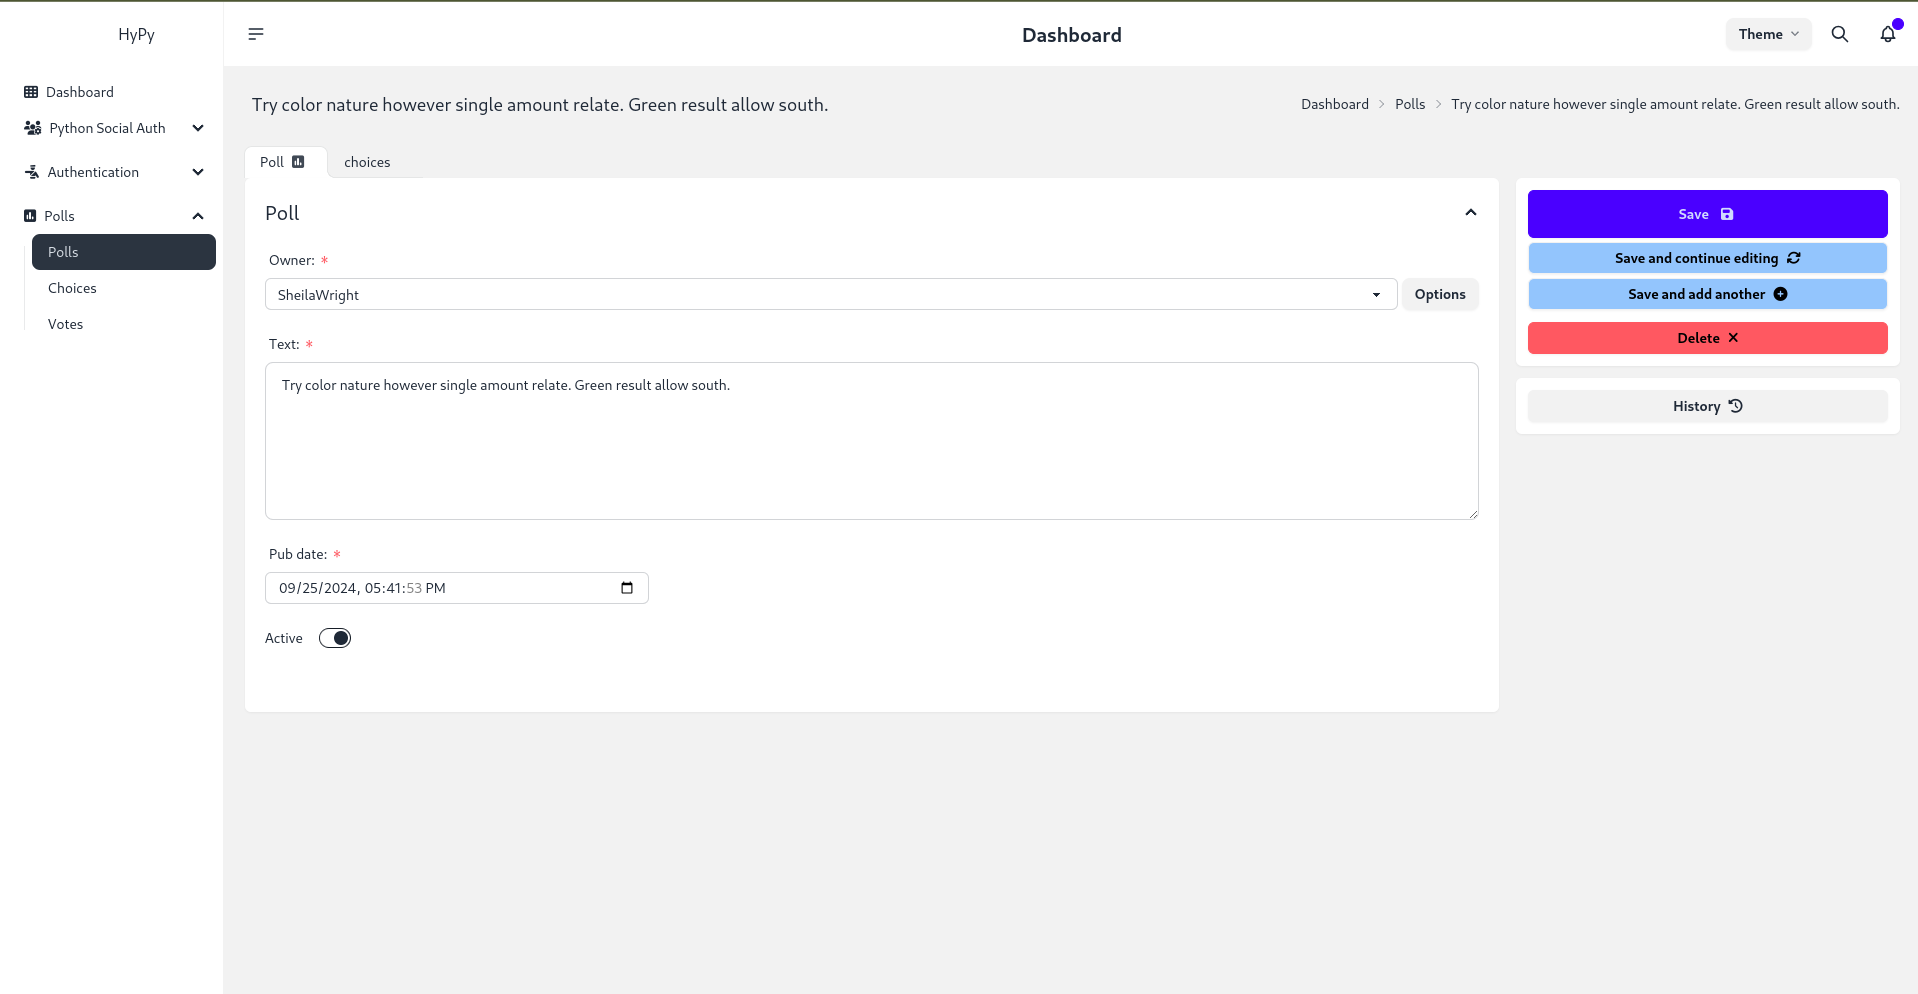 HyPy
Dashboard
Theme
Dashboard
Python Social Auth
Authentication
Polls
Polls
Choices
Votes
Try color nature however single amount relate. Green result allow south.
Dashboard > Polls > Try color nature however single amount relate. Green result allow south.
Poll
choices
Poll
Owner: *
SheilaWright
Options
Text: *
Try color nature however single amount relate. Green result allow south.
Pub date: *
09/25/2024, 05:41:53 PM
Active
Save
Save and continue editing
Save and add another
Delete
History